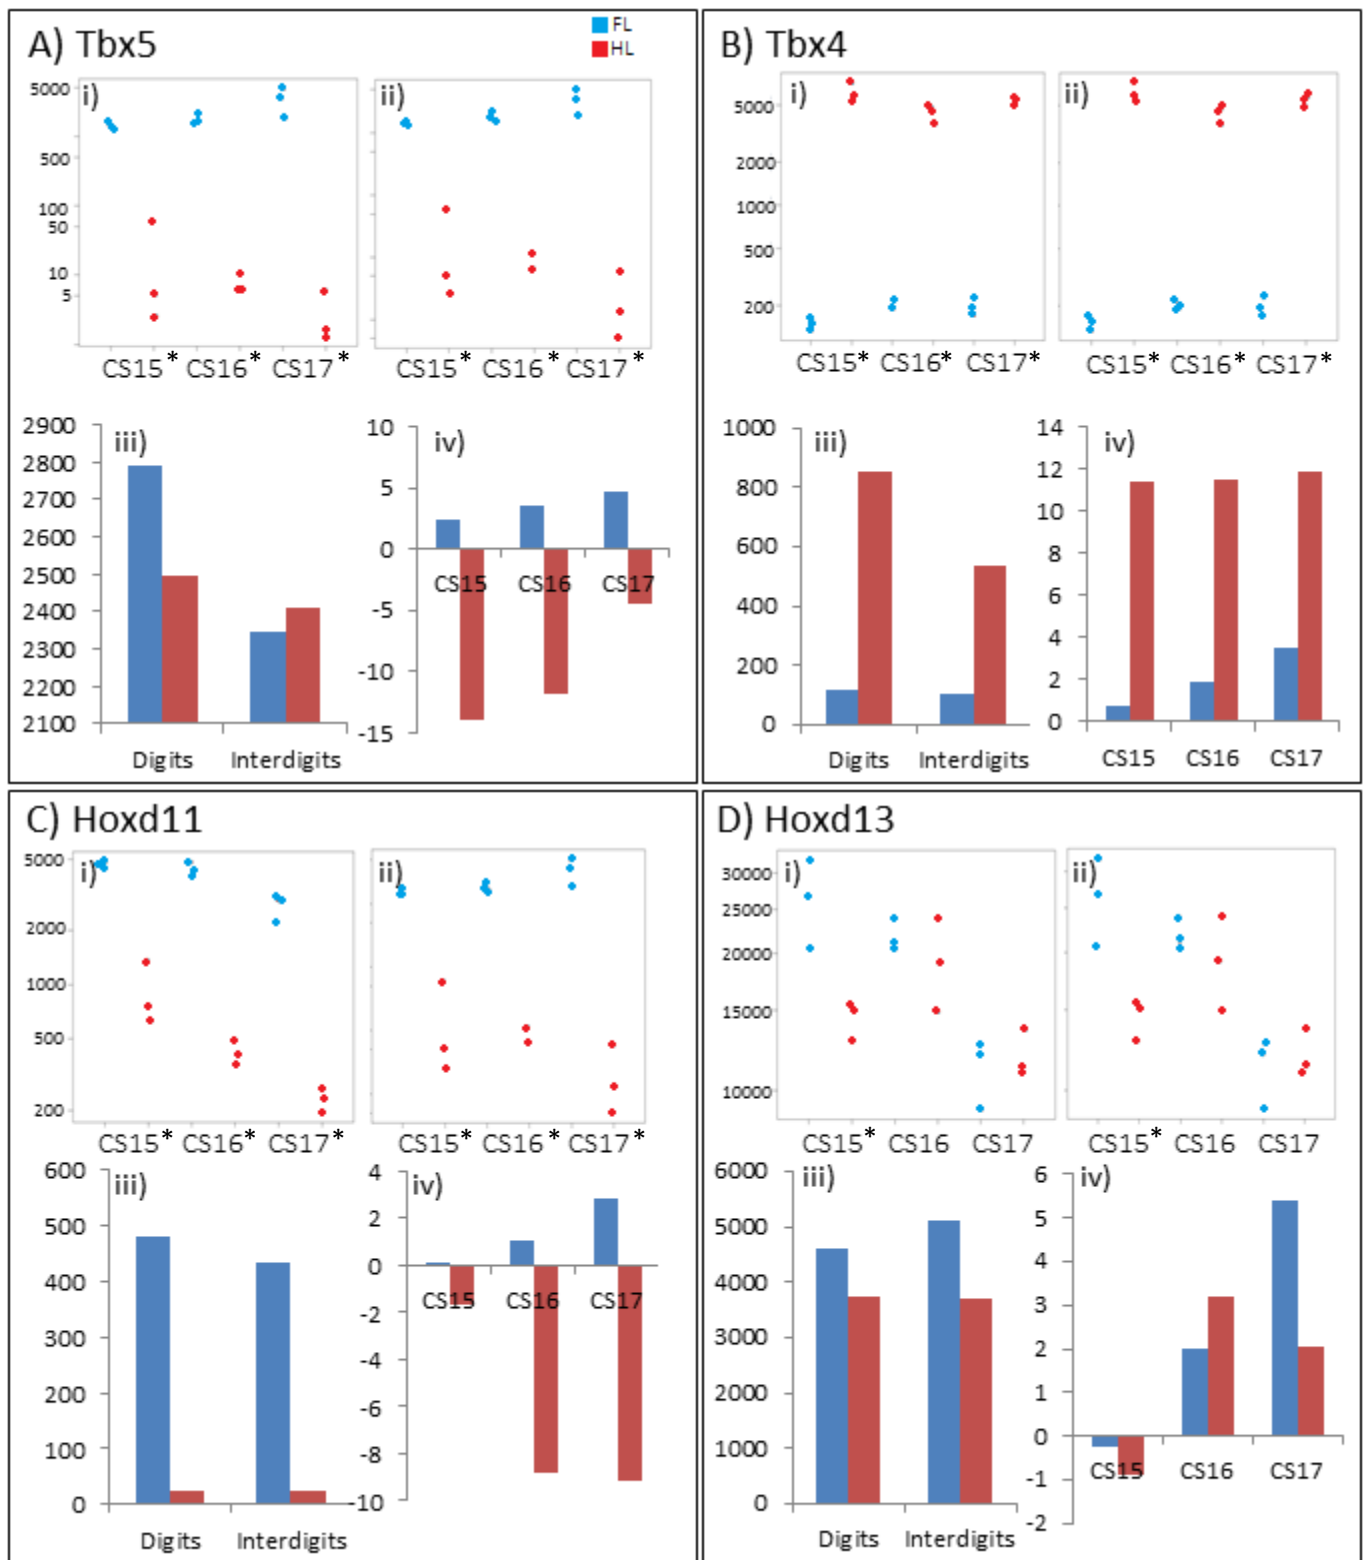 A) Tbx5
FL
HL
i)
5000
500
100
50
10
5
CS15* CS16* CS17*
ii)
CS15* CS16* CS17*
iii)
2900
2800
2700
2600
2500
2400
2300
2200
2100
Digits Interdigits
iv)
10
5
0
-5
-10
-15
CS15 CS16 CS17
B) Tbx4
i)
5000
2000
1000
500
200
CS15* CS16* CS17*
ii)
CS15* CS16* CS17*
iii)
1000
800
600
400
200
0
Digits Interdigits
iv)
14
12
10
8
6
4
2
0
CS15 CS16 CS17
C) Hoxd11
i)
5000
2000
1000
500
200
CS15* CS16* CS17*
ii)
CS15* CS16* CS17*
iii)
600
500
400
300
200
100
0
Digits Interdigits
iv)
4
2
0
-2
-4
-6
-8
-10
CS15 CS16 CS17
D) Hoxd13
i)
30000
25000
20000
15000
10000
CS15* CS16 CS17
ii)
CS15* CS16 CS17
iii)
6000
5000
4000
3000
2000
1000
0
Digits Interdigits
iv)
6
5
4
3
2
1
0
-1
-2
CS15 CS16 CS17